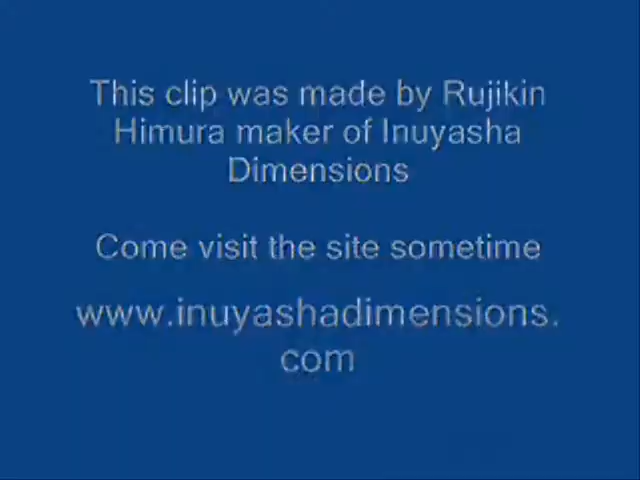 This clip was made by Rujikin
Himura maker of Inuyasha
Dimensions
Come visit the site sometime
www.inuyashadimensions.
com